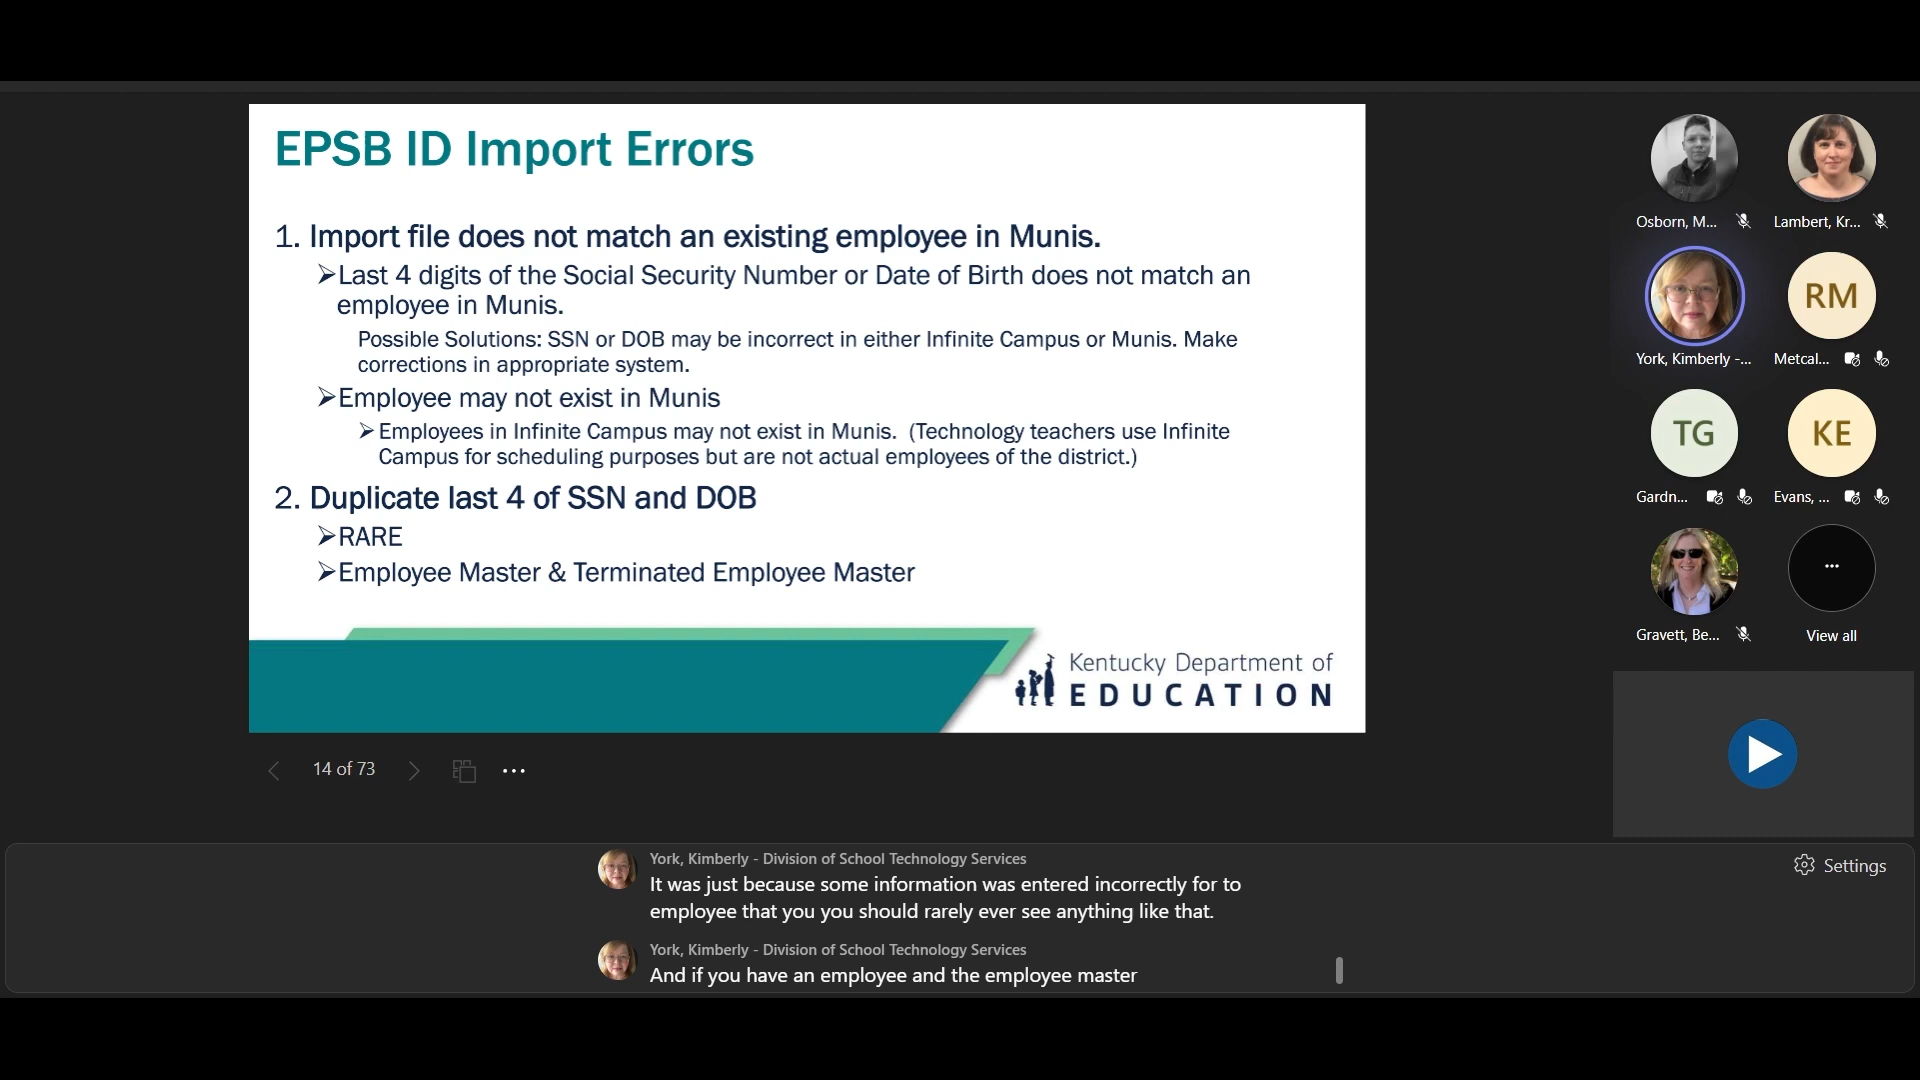 EPSB ID Import Errors
1. Import file does not match an existing employee in Munis.
➢Last 4 digits of the Social Security Number or Date of Birth does not match an
employee in Munis.
Possible Solutions: SSN or DOB may be incorrect in either Infinite Campus or Munis. Make
corrections in appropriate system.
➢Employee may not exist in Munis
➢Employees in Infinite Campus may not exist in Munis. (Technology teachers use Infinite
Campus for scheduling purposes but are not actual employees of the district.)
2. Duplicate last 4 of SSN and DOB
➢RARE
➢Employee Master & Terminated Employee Master
Kentucky Department of
EDUCATION
14 of 73
Osborn, M...
Lambert, Kr...
York, Kimberly -...
RM
Metcal...
TG
Gardn...
KE
Evans, ...
Gravett, Be...
View all
York, Kimberly - Division of School Technology Services
It was just because some information was entered incorrectly for to
employee that you you should rarely ever see anything like that.
York, Kimberly - Division of School Technology Services
And if you have an employee and the employee master
Settings